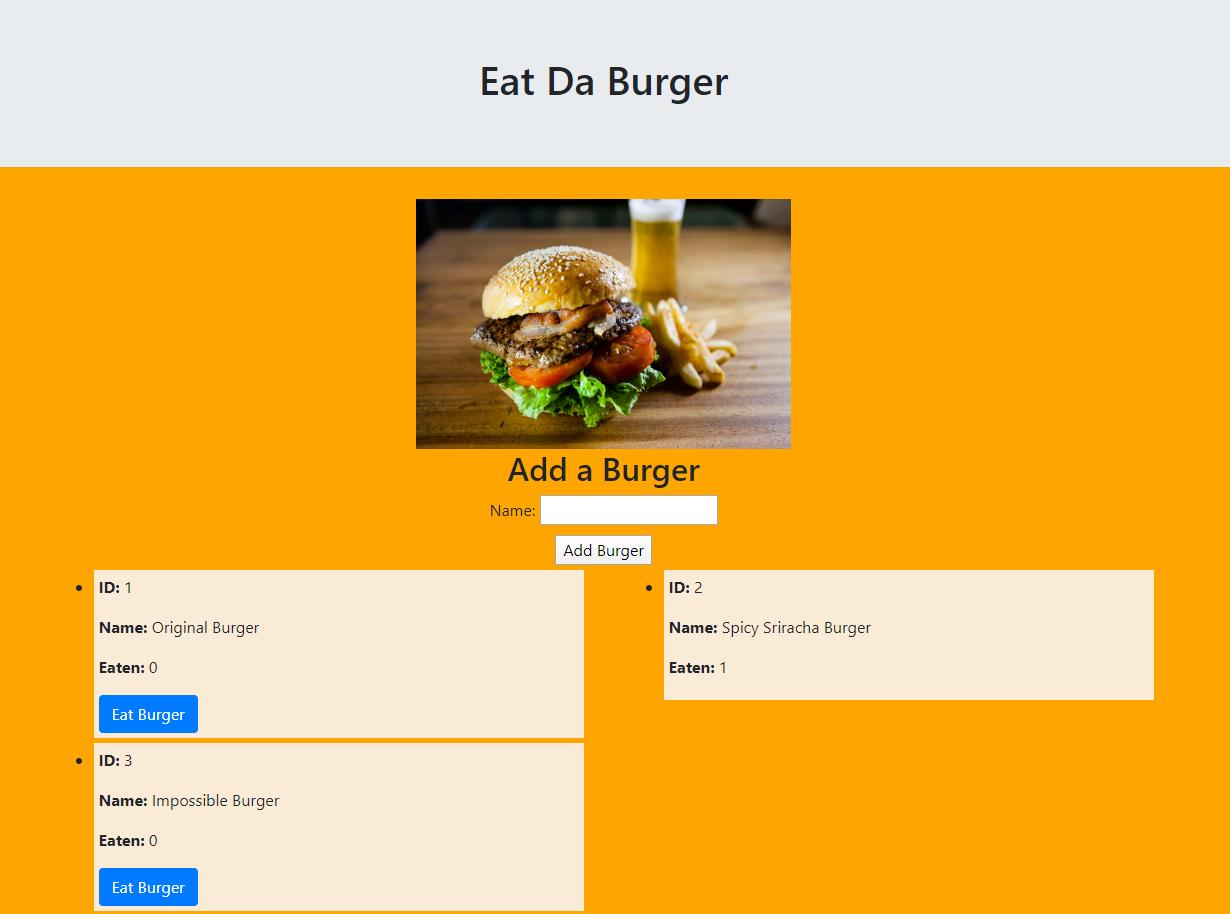 Eat Da Burger
Add a Burger
Name:
Add Burger
ID: 1
Name: Original Burger
Eaten: 0
Eat Burger
ID: 3
Name: Impossible Burger
Eaten: 0
Eat Burger
ID: 2
Name: Spicy Sriracha Burger
Eaten: 1